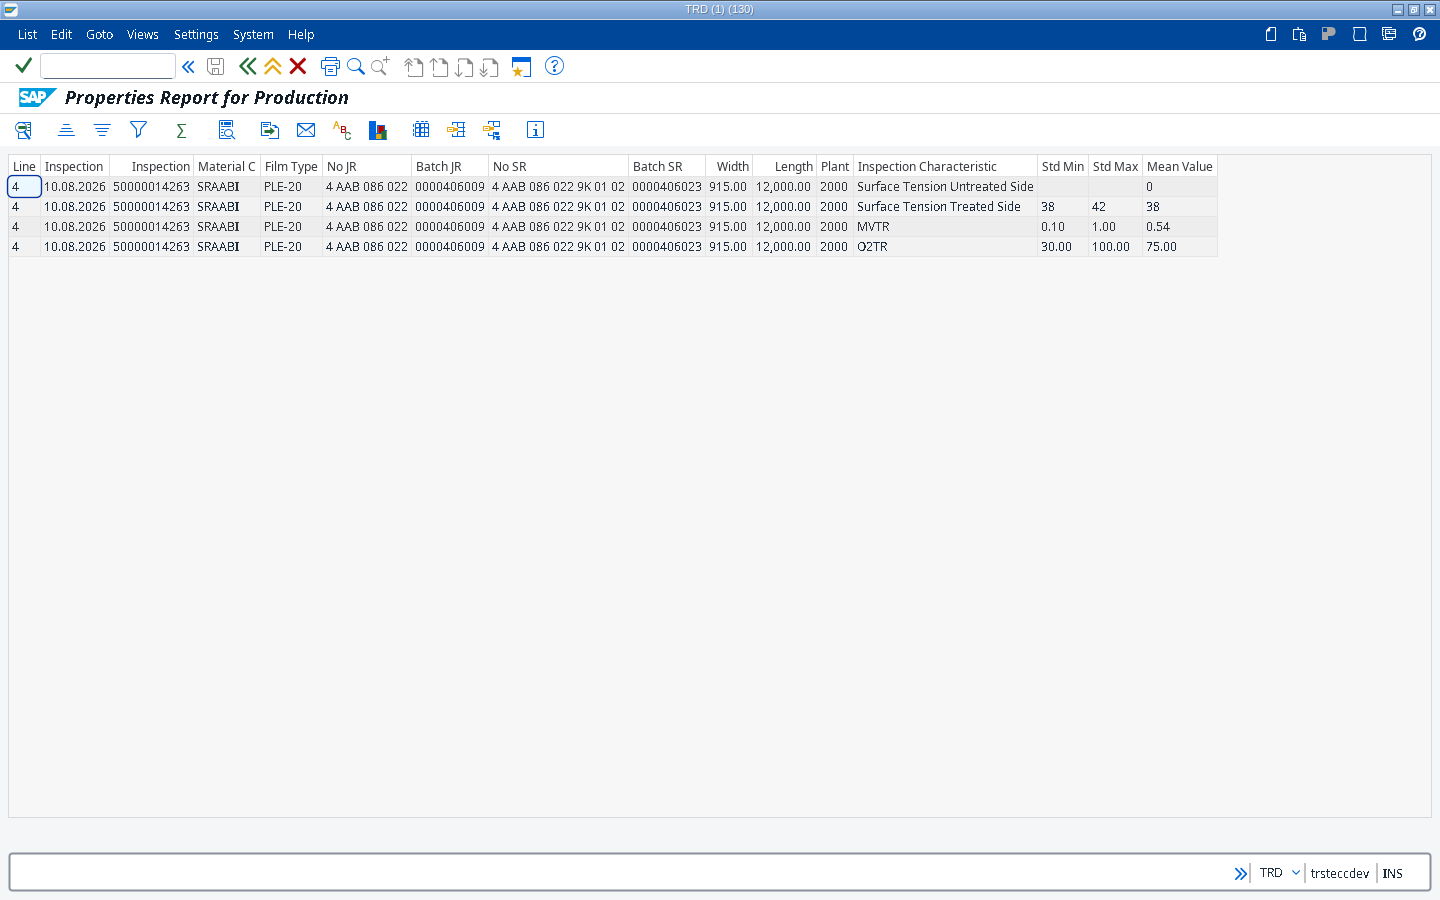 TRD (1) (130)
List Edit Goto Views Settings System Help
SAP Properties Report for Production
Line Inspection Inspection Material C Film Type No JR Batch JR No SR Batch SR Width Length Plant Inspection Characteristic Std Min Std Max Mean Value
4 10.08.2026 50000014263 SRAABI PLE-20 4 AAB 086 022 0000406009 4 AAB 086 022 9K 01 02 0000406023 915.00 12,000.00 2000 Surface Tension Untreated Side 0
4 10.08.2026 50000014263 SRAABI PLE-20 4 AAB 086 022 0000406009 4 AAB 086 022 9K 01 02 0000406023 915.00 12,000.00 2000 Surface Tension Treated Side 38 42 38
4 10.08.2026 50000014263 SRAABI PLE-20 4 AAB 086 022 0000406009 4 AAB 086 022 9K 01 02 0000406023 915.00 12,000.00 2000 MVTR 0.10 1.00 0.54
4 10.08.2026 50000014263 SRAABI PLE-20 4 AAB 086 022 0000406009 4 AAB 086 022 9K 01 02 0000406023 915.00 12,000.00 2000 O2TR 30.00 100.00 75.00
TRD trsteccdev INS